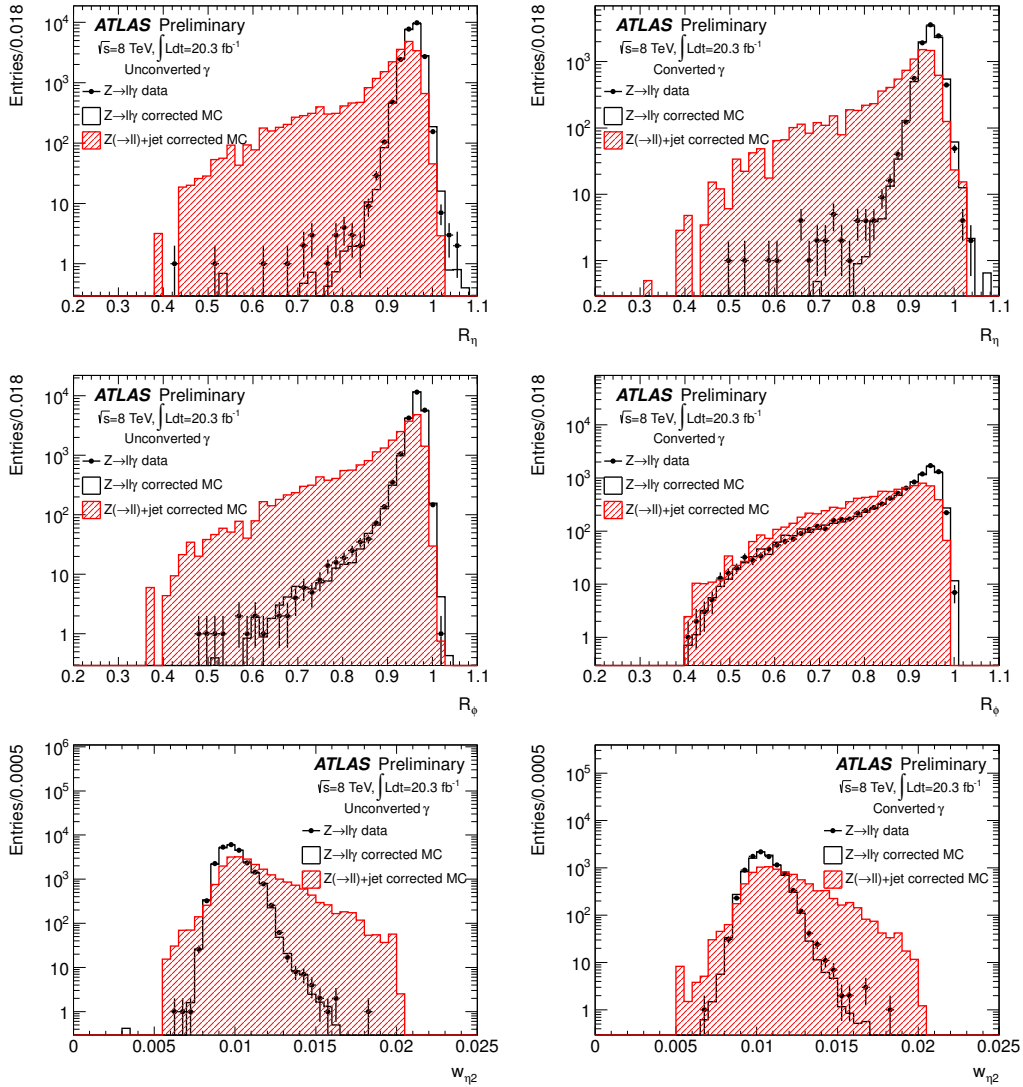 Entries/0.018
10⁴
10³
10²
10
1
ATLAS Preliminary
√s=8 TeV, ∫Ldt=20.3 fb⁻¹
Unconverted γ
Z→llγ data
Z→llγ corrected MC
Z(→ll)+jet corrected MC
0.2 0.3 0.4 0.5 0.6 0.7 0.8 0.9 1 1.1
R_η
Entries/0.018
10³
10²
10
1
ATLAS Preliminary
√s=8 TeV, ∫Ldt=20.3 fb⁻¹
Converted γ
Z→llγ data
Z→llγ corrected MC
Z(→ll)+jet corrected MC
0.2 0.3 0.4 0.5 0.6 0.7 0.8 0.9 1 1.1
R_η
Entries/0.018
10⁴
10³
10²
10
1
ATLAS Preliminary
√s=8 TeV, ∫Ldt=20.3 fb⁻¹
Unconverted γ
Z→llγ data
Z→llγ corrected MC
Z(→ll)+jet corrected MC
0.2 0.3 0.4 0.5 0.6 0.7 0.8 0.9 1 1.1
R_ϕ
Entries/0.018
10⁴
10³
10²
10
1
ATLAS Preliminary
√s=8 TeV, ∫Ldt=20.3 fb⁻¹
Converted γ
Z→llγ data
Z→llγ corrected MC
Z(→ll)+jet corrected MC
0.2 0.3 0.4 0.5 0.6 0.7 0.8 0.9 1 1.1
R_ϕ
Entries/0.0005
10⁶
10⁵
10⁴
10³
10²
10
1
ATLAS Preliminary
√s=8 TeV, ∫Ldt=20.3 fb⁻¹
Unconverted γ
Z→llγ data
Z→llγ corrected MC
Z(→ll)+jet corrected MC
0 0.005 0.01 0.015 0.02 0.025
w_η2
Entries/0.0005
10⁵
10⁴
10³
10²
10
1
ATLAS Preliminary
√s=8 TeV, ∫Ldt=20.3 fb⁻¹
Converted γ
Z→llγ data
Z→llγ corrected MC
Z(→ll)+jet corrected MC
0 0.005 0.01 0.015 0.02 0.025
w_η2